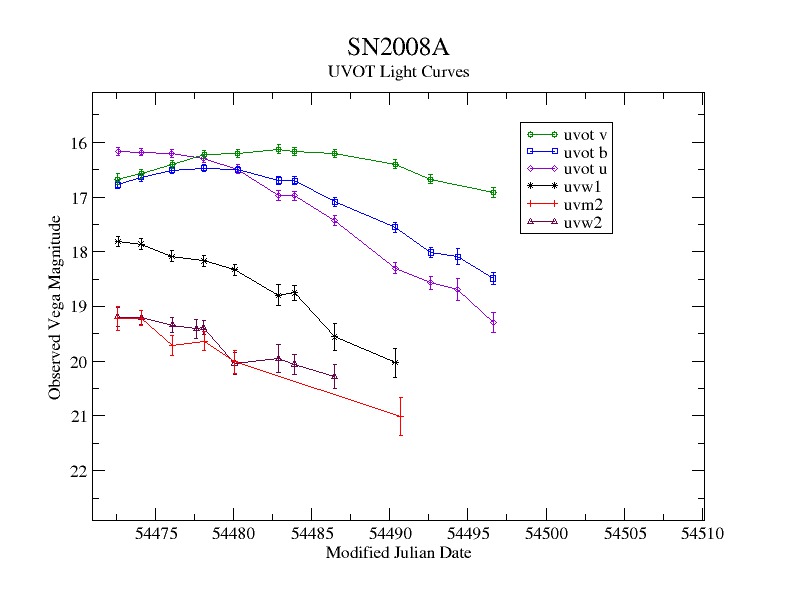 SN2008A
UVOT Light Curves
uvot v
uvot b
uvot u
uvw1
uvm2
uvw2
Observed Vega Magnitude
16
17
18
19
20
21
22
54475 54480 54485 54490 54495 54500 54505 54510
Modified Julian Date